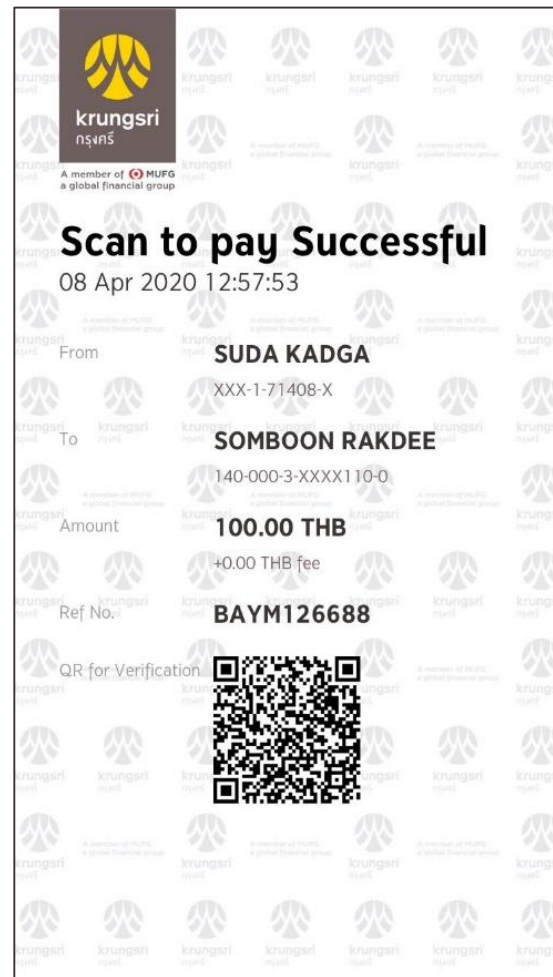 krungsri
กรุงศรี
A member of MUFG
a global financial group
Scan to pay Successful
08 Apr 2020 12:57:53
From SUDA KADGA
XXX-1-71408-X
To SOMBOON RAKDEE
140-000-3-XXXX110-0
Amount 100.00 THB
+0.00 THB fee
Ref No. BAYM126688
QR for Verification